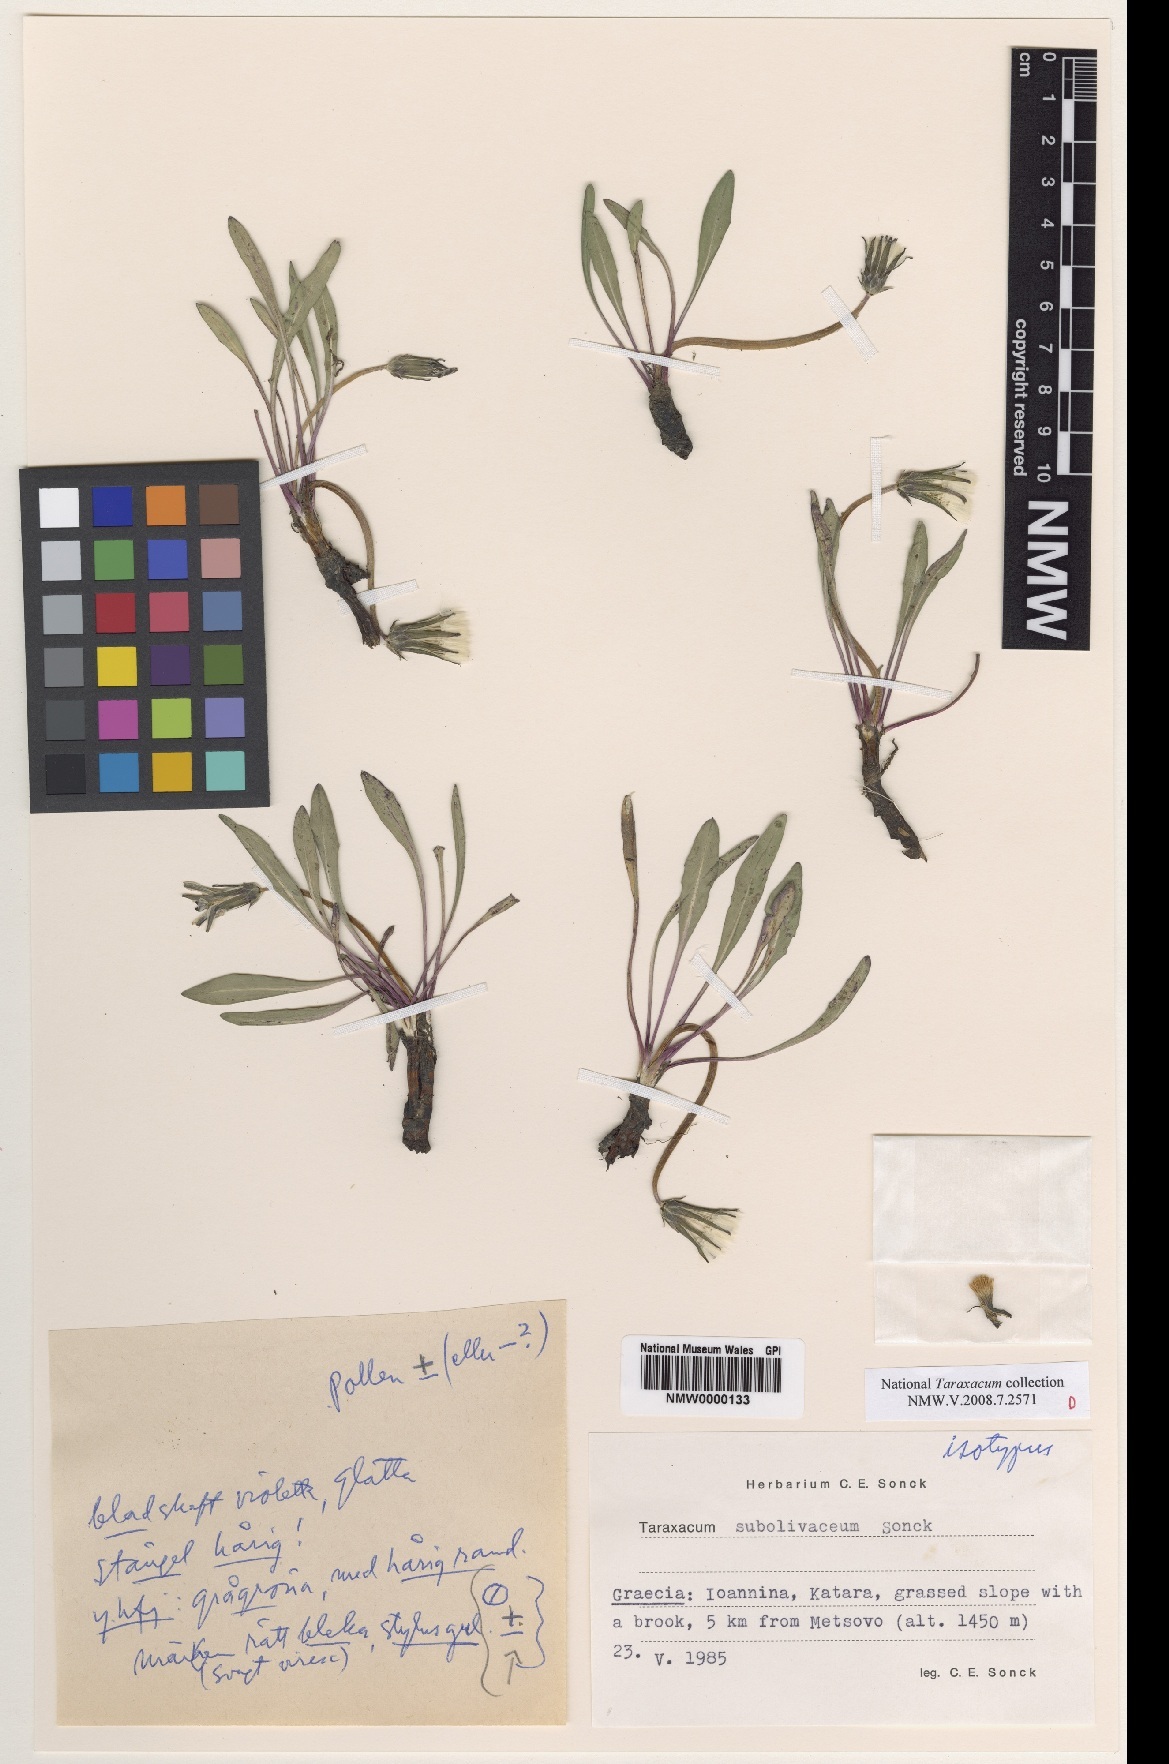 0
cm
1
2
3
4
5
6
7
8
9
10
copyright reserved
NMW
pollen ± (eller – ?)
bladskaft violetta, glatta
stängel hårig!
y.hfj: grågröna, med hårig rand.
märken rätt bleka, stylus gul.
(svagt viresc)
±
National Museum Wales GPI
NMW0000133
National Taraxacum collection
NMW.V.2008.7.2571
D
isotypus
Herbarium C. E. Sonck
Taraxacum subolivaceum Sonck
Graecia: Ioannina, Katara, grassed slope with
a brook, 5 km from Metsovo (alt. 1450 m)
23. V. 1985
leg. C. E. Sonck